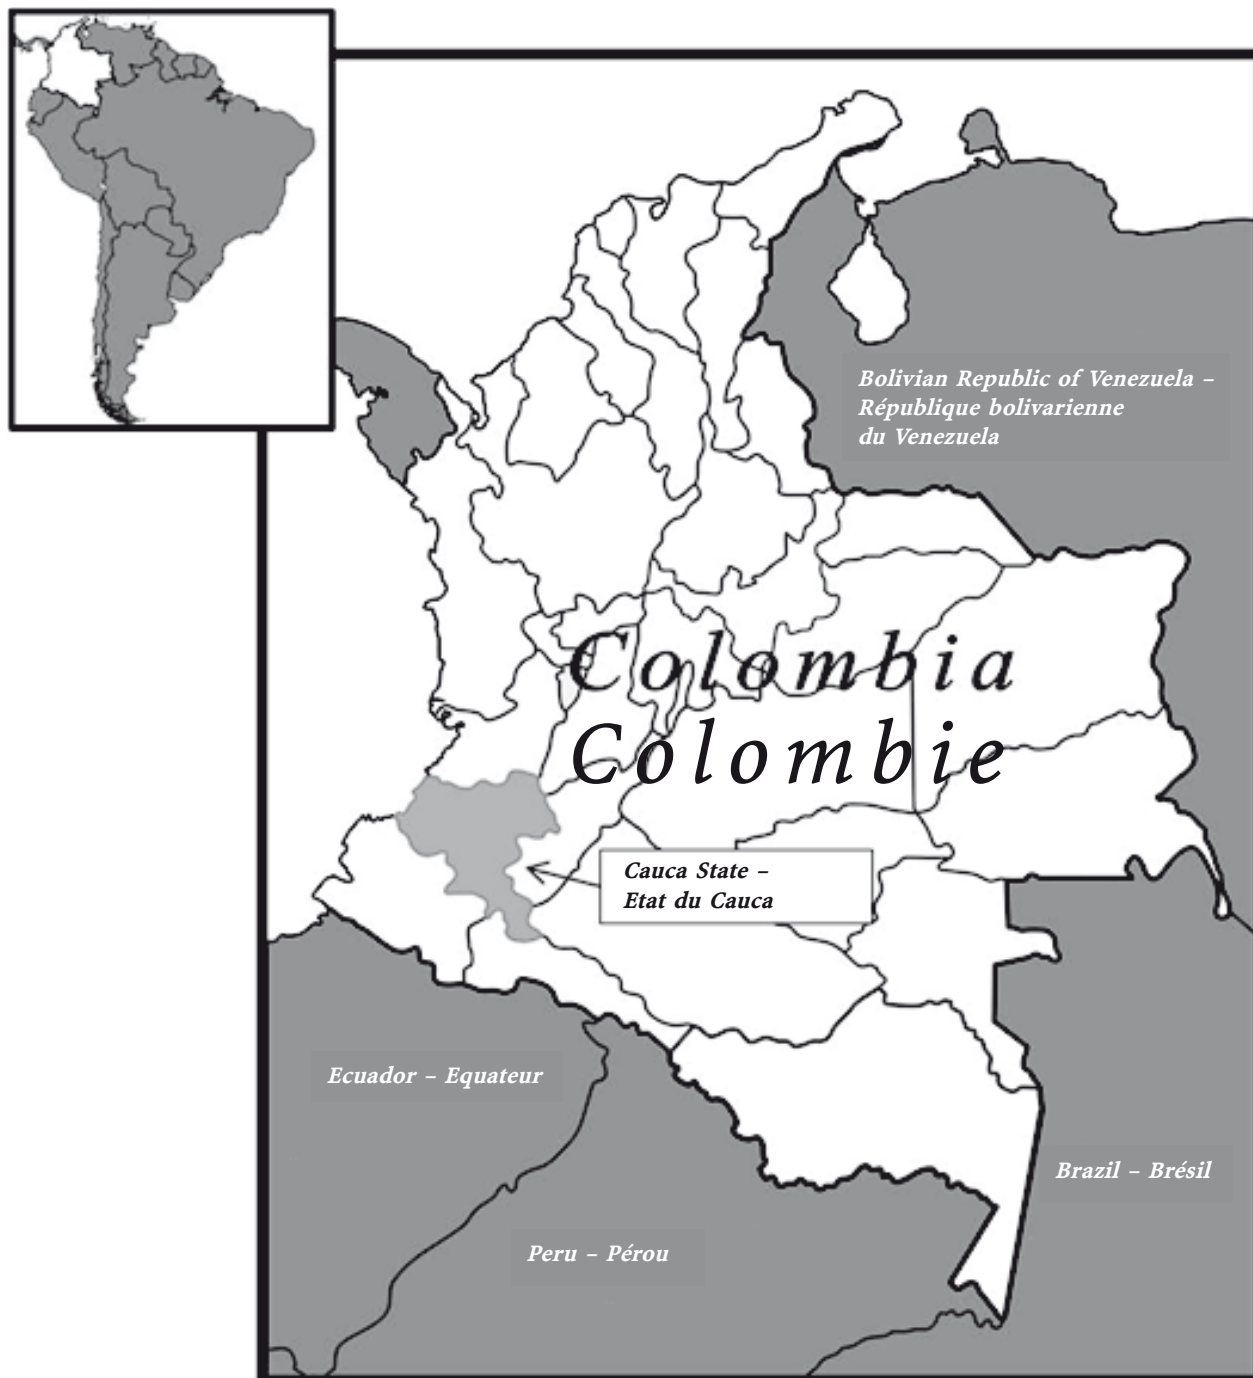 Bolivian Republic of Venezuela –
République bolivarienne
du Venezuela
Colombia
Colombie
Cauca State –
Etat du Cauca
Ecuador – Equateur
Brazil – Brésil
Peru – Pérou